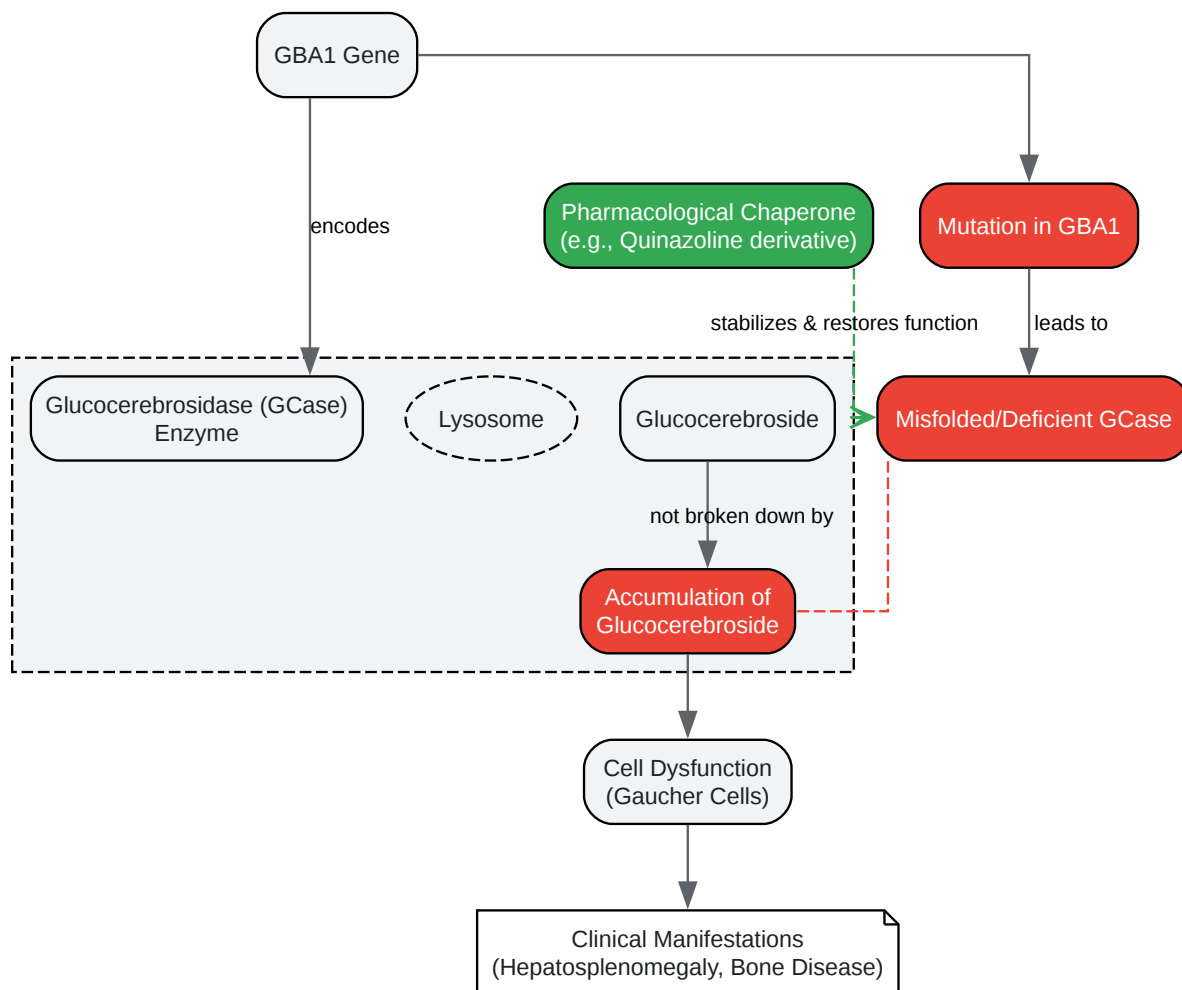 GBA1 Gene
encodes
Pharmacological Chaperone
(e.g., Quinazoline derivative)
Mutation in GBA1
stabilizes & restores function
leads to
Glucocerebrosidase (GCase)
Enzyme
Lysosome
Glucocerebroside
Misfolded/Deficient GCase
not broken down by
Accumulation of
Glucocerebroside
Cell Dysfunction
(Gaucher Cells)
Clinical Manifestations
(Hepatosplenomegaly, Bone Disease)